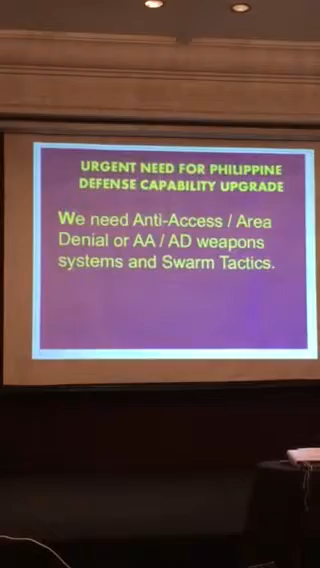 URGENT NEED FOR PHILIPPINE
DEFENSE CAPABILITY UPGRADE
We need Anti-Access / Area
Denial or AA / AD weapons
systems and Swarm Tactics.